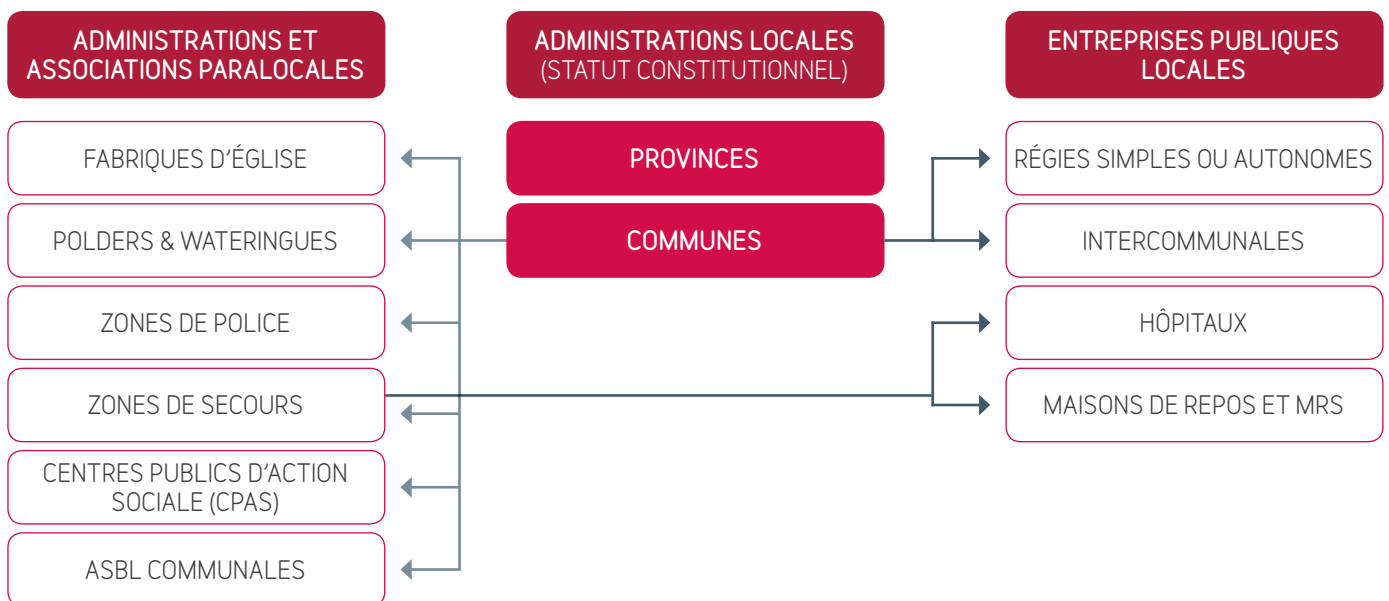 ADMINISTRATIONS ET
ASSOCIATIONS PARALOCALES
FABRIQUES D'ÉGLISE
POLDERS & WATERINGUES
ZONES DE POLICE
ZONES DE SECOURS
CENTRES PUBLICS D'ACTION
SOCIALE (CPAS)
ASBL COMMUNALES
ADMINISTRATIONS LOCALES
(STATUT CONSTITUTIONNEL)
PROVINCES
COMMUNES
ENTREPRISES PUBLIQUES
LOCALES
RÉGIES SIMPLES OU AUTONOMES
INTERCOMMUNALES
HÔPITAUX
MAISONS DE REPOS ET MRS